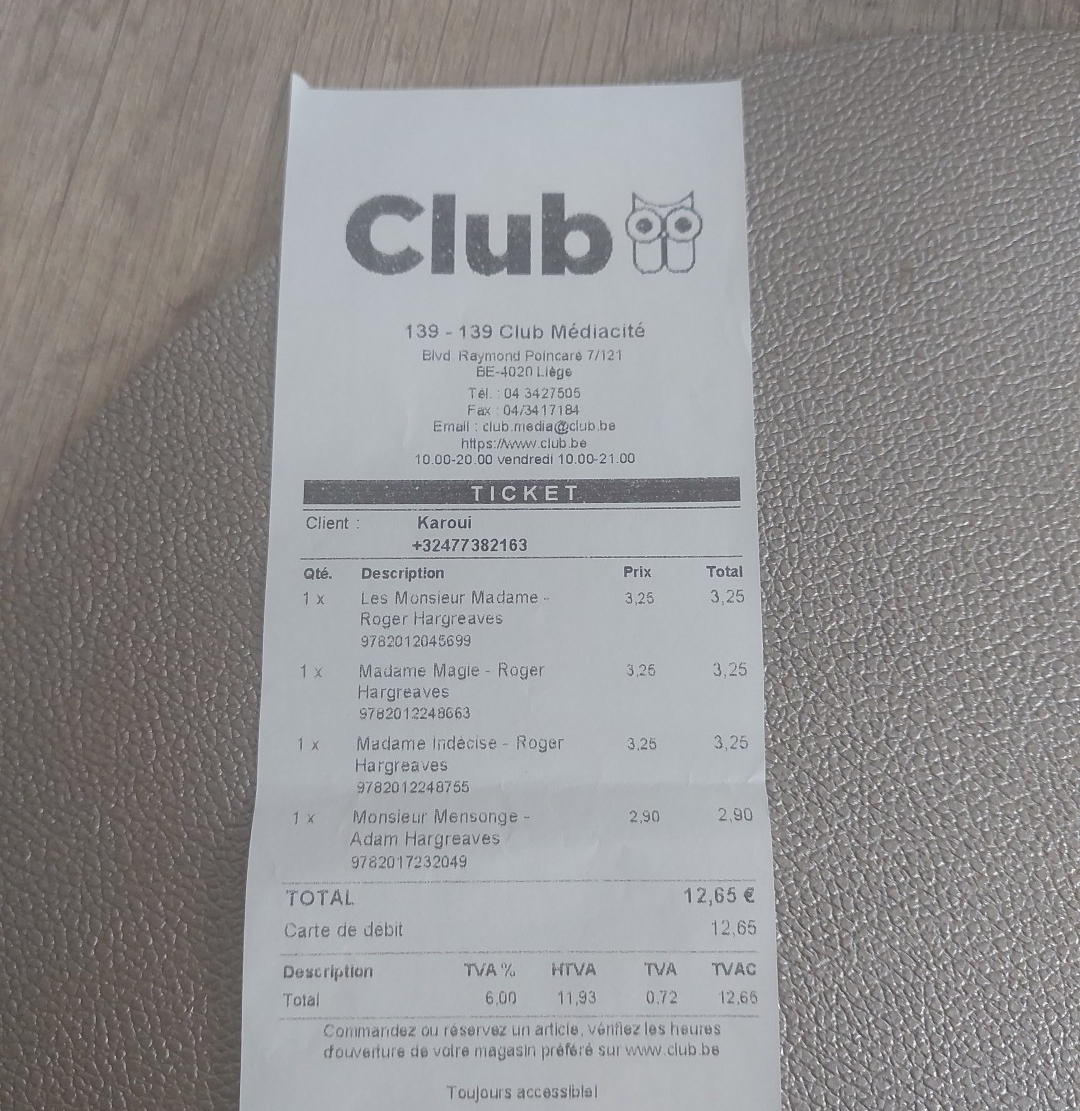 Club
139 - 139 Club Médiacité
Blvd Raymond Poincaré 7/121
BE-4020 Liège
Tél. : 04 3427505
Fax : 04/3417184
Email : club.media@club.be
https://www.club.be
10.00-20.00 vendredi 10.00-21.00
TICKET
Client : Karoui
+32477382163
Qté. Description Prix Total
1 x Les Monsieur Madame - 3,25 3,25
Roger Hargreaves
9782012045699
1 x Madame Magie - Roger 3,25 3,25
Hargreaves
9782012248663
1 x Madame Indécise - Roger 3,25 3,25
Hargreaves
9782012248755
1 x Monsieur Mensonge - 2,90 2,90
Adam Hargreaves
9782017232049
TOTAL 12,65 €
Carte de débit 12,65
Description TVA % HTVA TVA TVAC
Total 6,00 11,93 0,72 12,65
Commandez ou réservez un article, vérifiez les heures
d'ouverture de votre magasin préféré sur www.club.be
Toujours accessible!